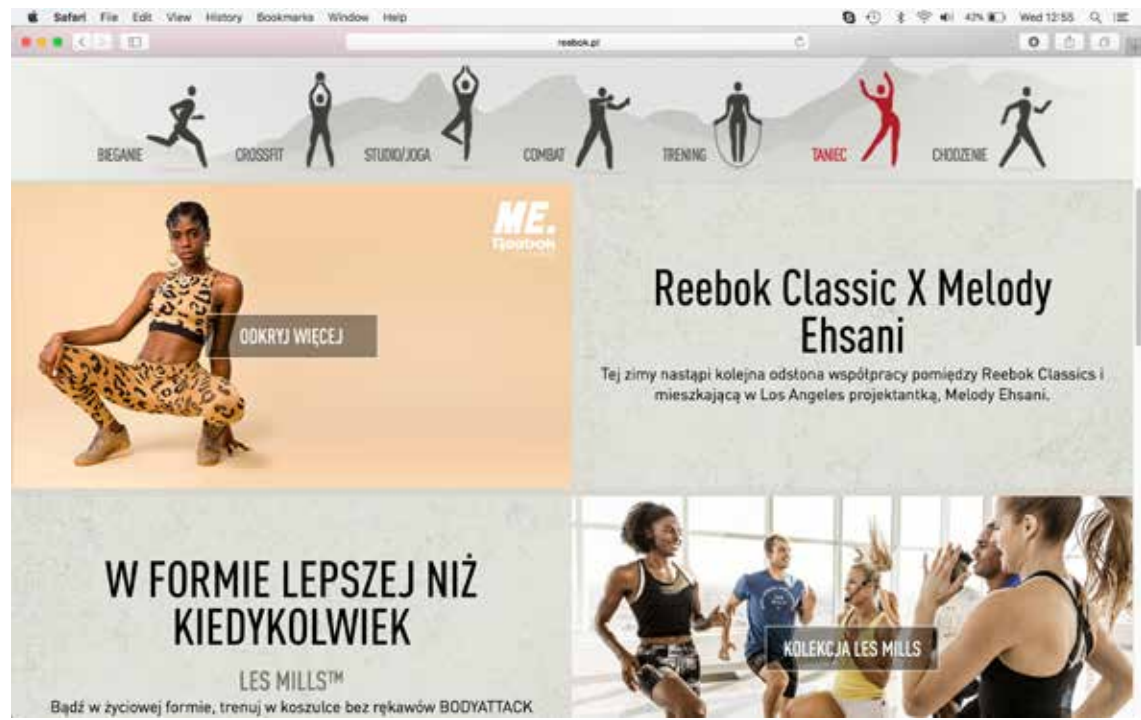 Safari File Edit View History Bookmarks Window Help
42% Wed 12:55
reebok.pl
BIEGANIE CROSSFIT STUDIO/JOGA COMBAT TRENING TANIEC CHODZENIE
ME.
Reebok
ODKRYJ WIĘCEJ
Reebok Classic X Melody
Ehsani
Tej zimy nastąpi kolejna odsłona współpracy pomiędzy Reebok Classics i
mieszkającą w Los Angeles projektantką, Melody Ehsani.
W FORMIE LEPSZEJ NIŻ
KIEDYKOLWIEK
LES MILLS™
Bądź w życiowej formie, trenuj w koszulce bez rękawów BODYATTACK
KOLEKCJA LES MILLS